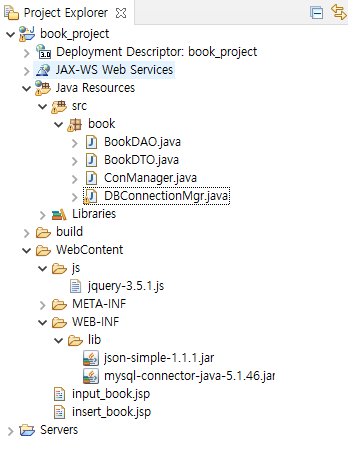 Project Explorer
book_project
3.0 Deployment Descriptor: book_project
JAX-WS Web Services
Java Resources
src
book
BookDAO.java
BookDTO.java
ConManager.java
DBConnectionMgr.java
Libraries
build
WebContent
js
jquery-3.5.1.js
META-INF
WEB-INF
lib
json-simple-1.1.1.jar
mysql-connector-java-5.1.46.jar
input_book.jsp
insert_book.jsp
Servers